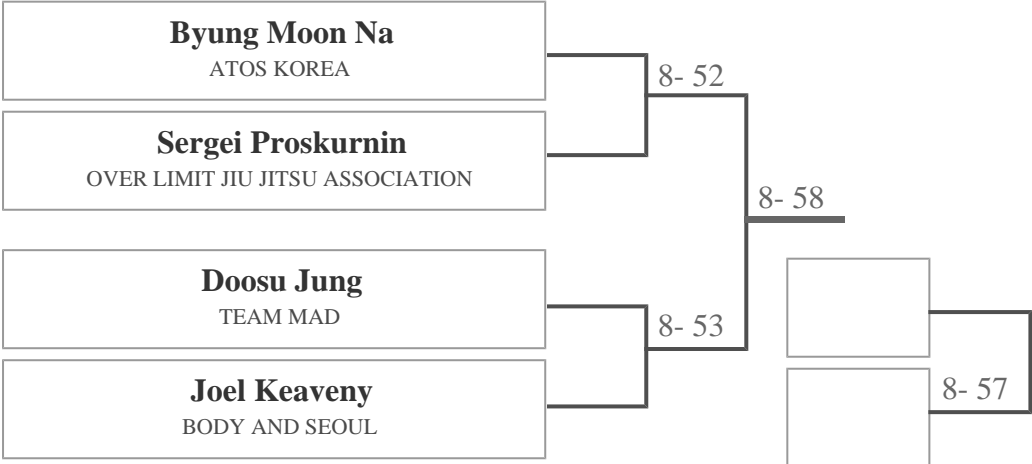 Byung Moon Na
ATOS KOREA
8- 52
Sergei Proskurnin
OVER LIMIT JIU JITSU ASSOCIATION
8- 58
Doosu Jung
TEAM MAD
8- 53
Joel Keaveny
BODY AND SEOUL
8- 57